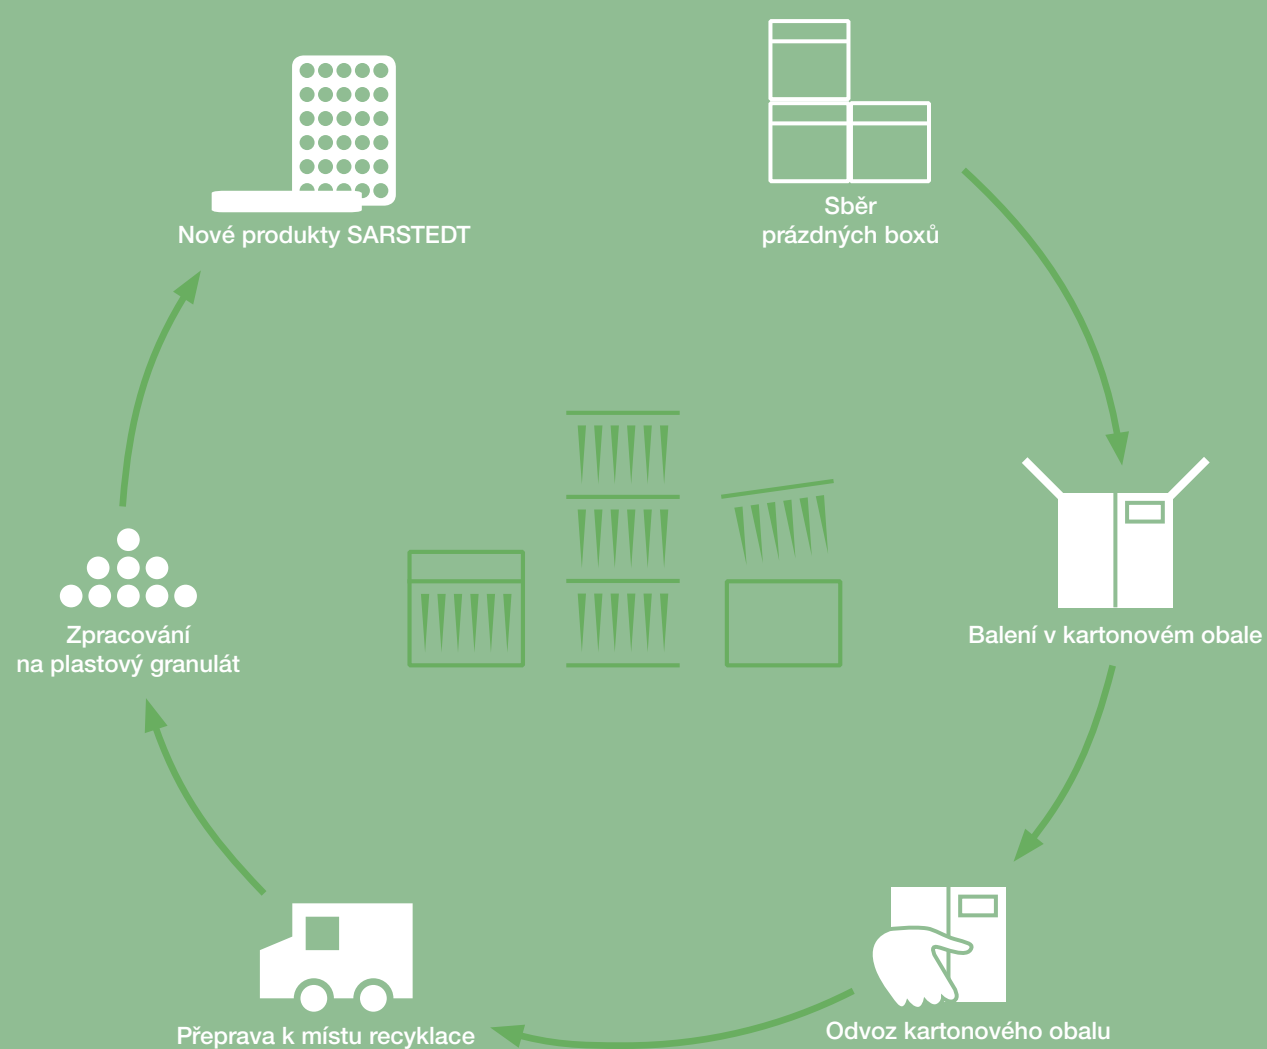 Nové produkty SARSTEDT
Sběr
prázdných boxů
Balení v kartonovém obale
Odvoz kartonového obalu
Přeprava k místu recyklace
Zpracování
na plastový granulát